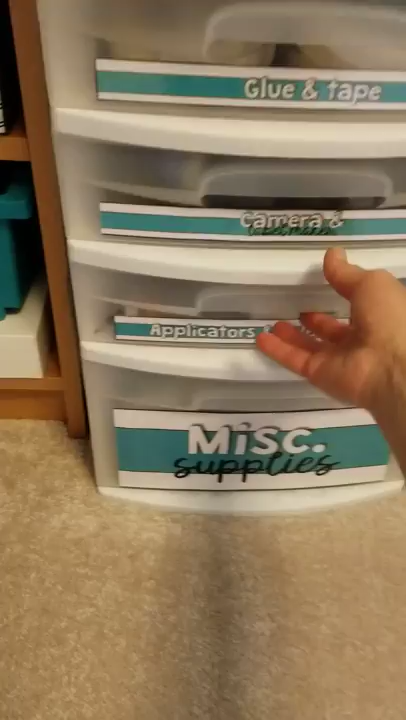 Glue & tape
Camera &
Applicators
Misc.
supplies